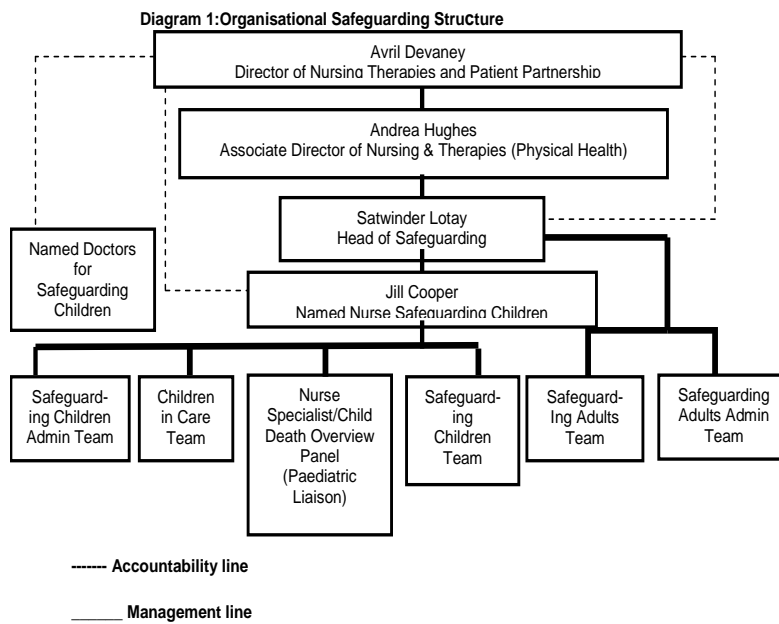 Diagram 1:Organisational Safeguarding Structure
Avril Devaney
Director of Nursing Therapies and Patient Partnership
Andrea Hughes
Associate Director of Nursing & Therapies (Physical Health)
Satwinder Lotay
Head of Safeguarding
Named Doctors
for
Safeguarding
Children
Jill Cooper
Named Nurse Safeguarding Children
Safeguard-
ing Children
Admin Team
Children
in Care
Team
Nurse
Specialist/Child
Death Overview
Panel
(Paediatric
Liaison)
Safeguard-
ing
Children
Team
Safeguard-
Ing Adults
Team
Safeguarding
Adults Admin
Team
------- Accountability line
______ Management line